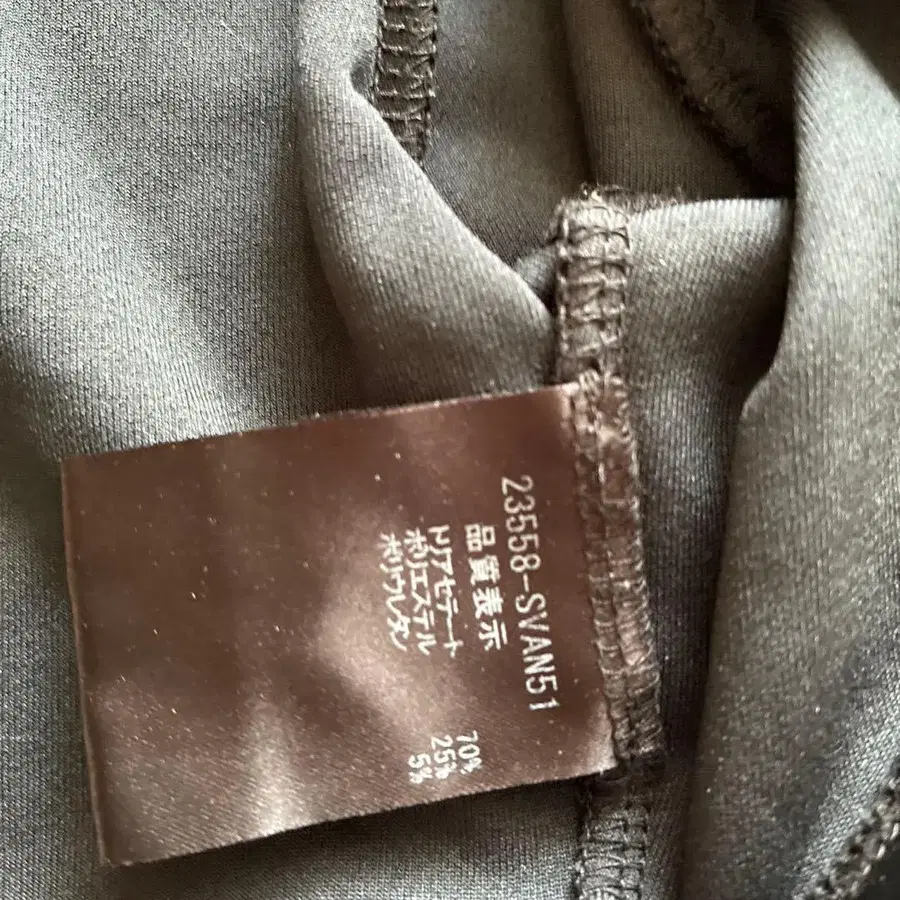 23558-SVAN51
品質表示
トリアセテート 70%
ポリエステル 25%
ポリウレタン 5%